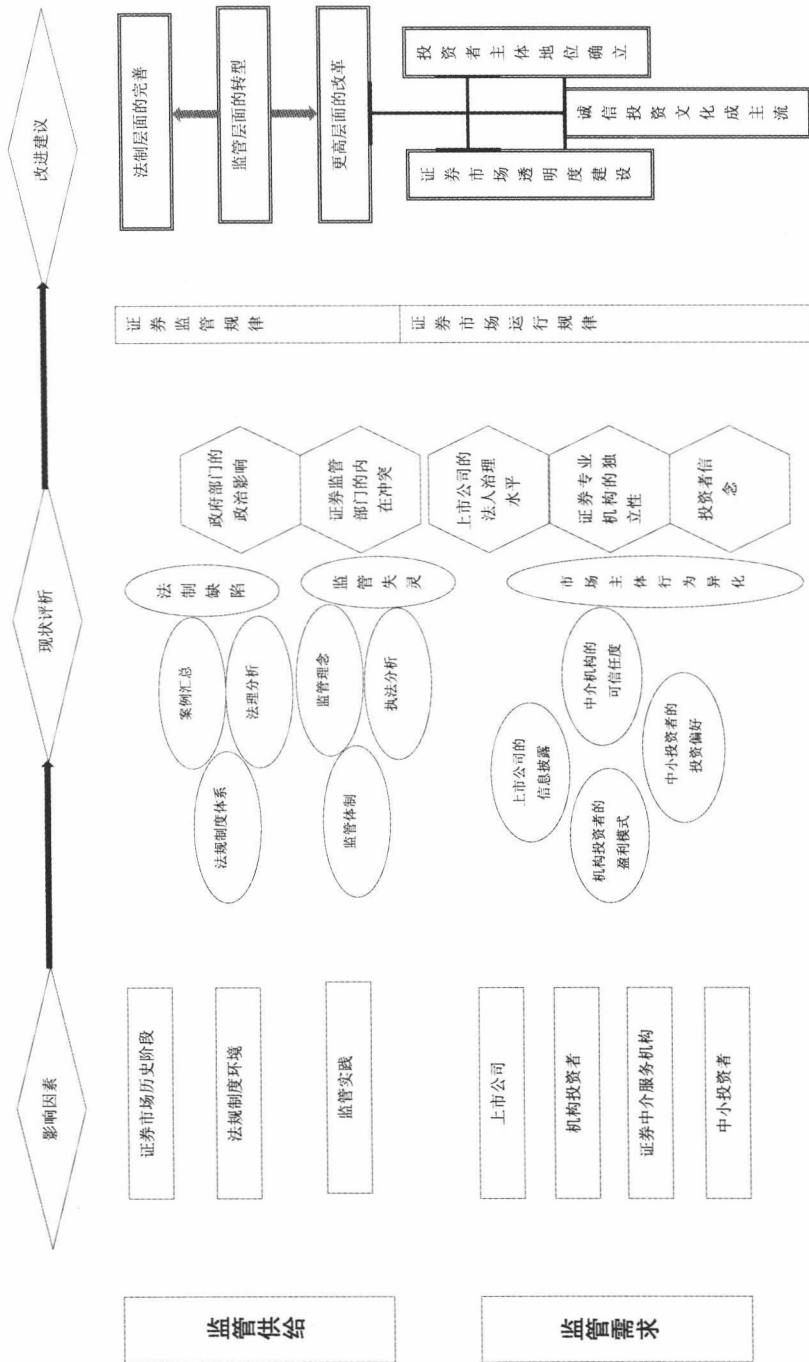 影响因素
现状评析
改进建议
监管供给
证券市场历史阶段
法规制度环境
监管实践
法规制度体系
案例汇总
法理分析
监管体制
监管理念
执法分析
法制缺陷
监管失灵
政府部门的
政治影响
证券监管
部门的内
在冲突
证券监管规律
法制层面的完善
监管层面的转型
更高层面的改革
监管需求
上市公司
机构投资者
证券中介服务机构
中小投资者
上市公司的
信息披露
机构投资者的
盈利模式
中介机构的
可信任度
中小投资者的
投资偏好
市场主体行为异化
上市公司的
法人治理
水平
证券专业
机构的独
立性
投资者信
念
证券市场运行规律
证券市场透明度建设
投资者主体地位确立
诚信投资文化成主流